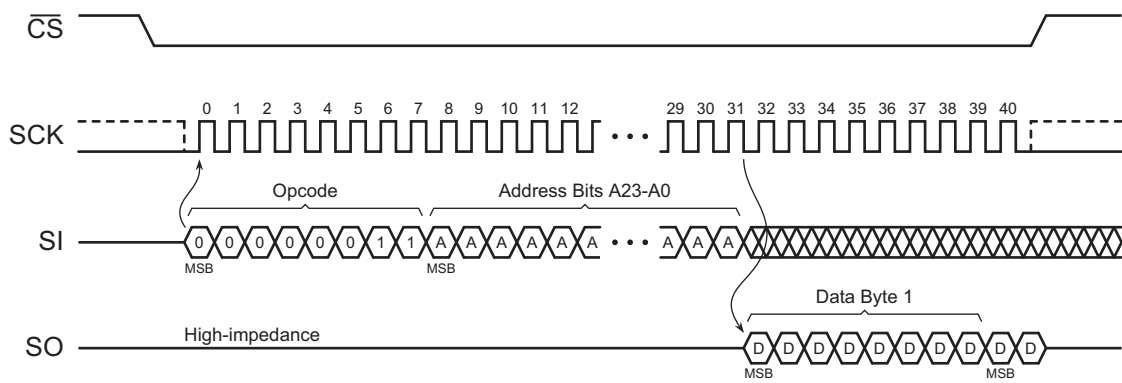 CS
0 1 2 3 4 5 6 7 8 9 10 11 12 29 30 31 32 33 34 35 36 37 38 39 40
SCK
Opcode Address Bits A23-A0
SI 0 0 0 0 0 0 1 1 A A A A A A A A A
MSB MSB
Data Byte 1
High-impedance
SO D D D D D D D D D D
MSB MSB